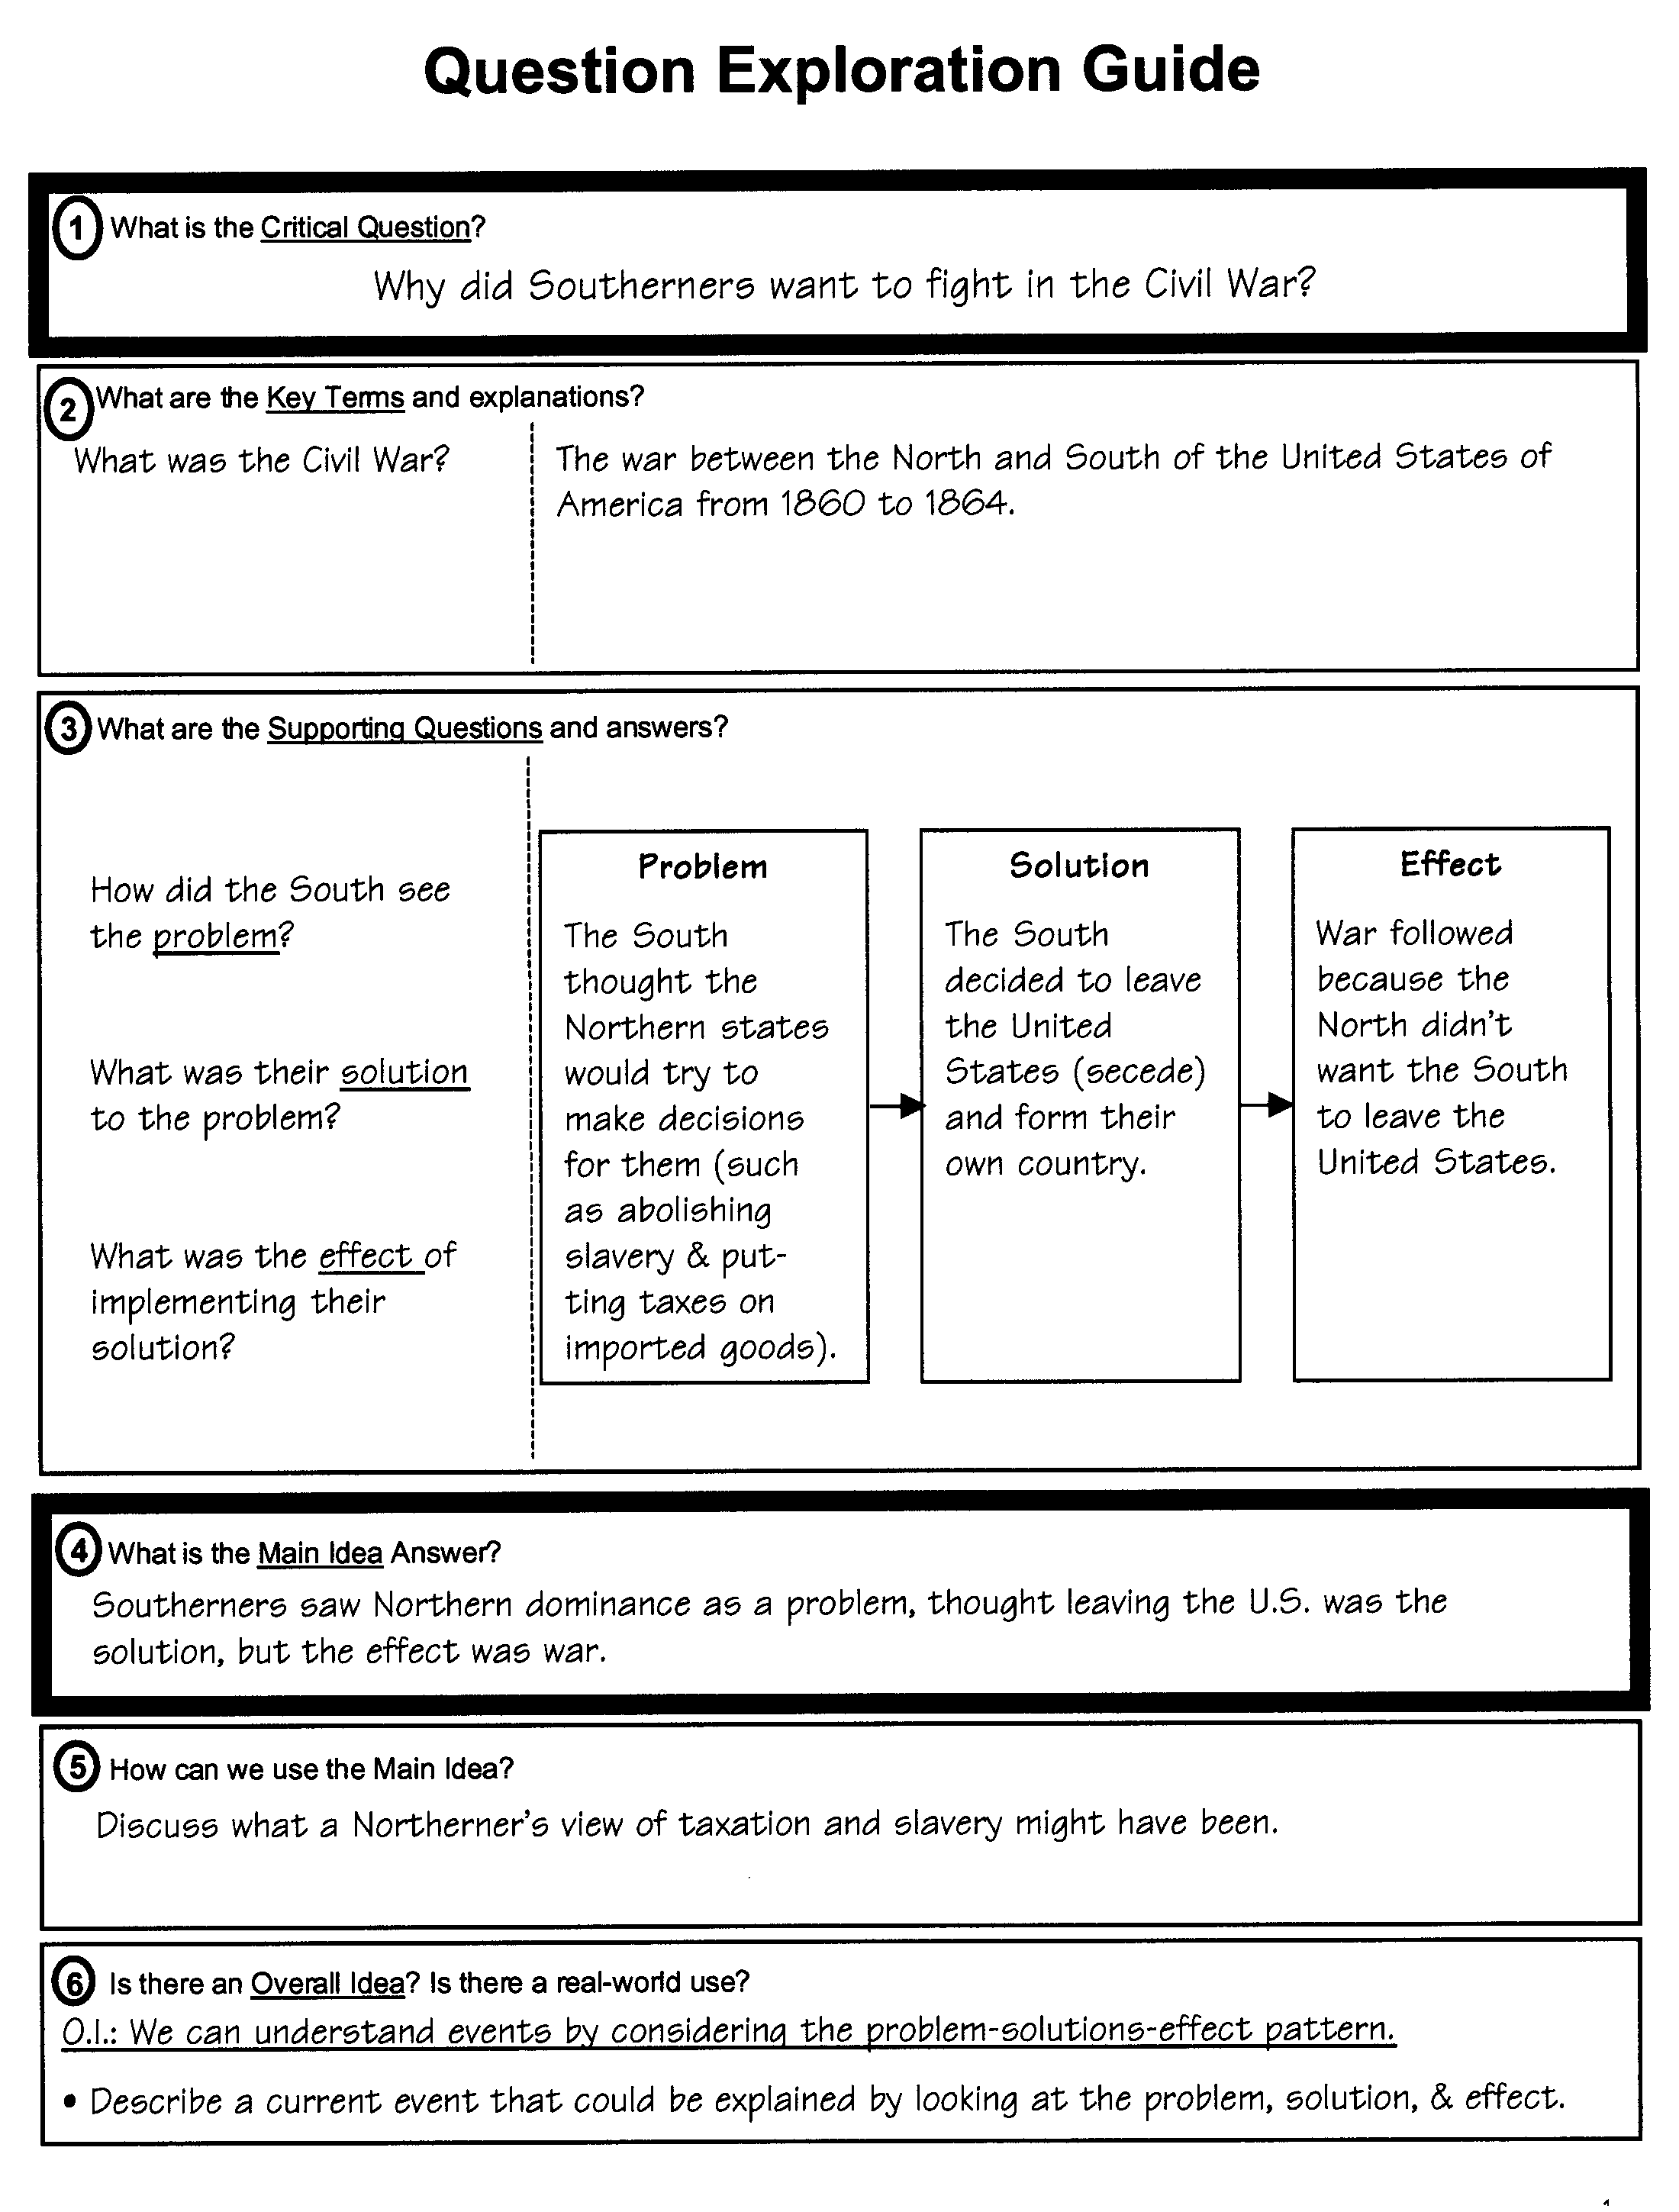 Question Exploration Guide
1 What is the Critical Question?
Why did Southerners want to fight in the Civil War?
2 What are the Key Terms and explanations?
What was the Civil War?
The war between the North and South of the United States of
America from 1860 to 1864.
3 What are the Supporting Questions and answers?
How did the South see
the problem?
What was their solution
to the problem?
What was the effect of
implementing their
solution?
Problem
The South
thought the
Northern states
would try to
make decisions
for them (such
as abolishing
slavery & put-
ting taxes on
imported goods).
Solution
The South
decided to leave
the United
States (secede)
and form their
own country.
Effect
War followed
because the
North didn't
want the South
to leave the
United States.
4 What is the Main Idea Answer?
Southerners saw Northern dominance as a problem, thought leaving the U.S. was the
solution, but the effect was war.
5 How can we use the Main Idea?
Discuss what a Northerner's view of taxation and slavery might have been.
6 Is there an Overall Idea? Is there a real-world use?
O.I.: We can understand events by considering the problem-solutions-effect pattern.
• Describe a current event that could be explained by looking at the problem, solution, & effect.